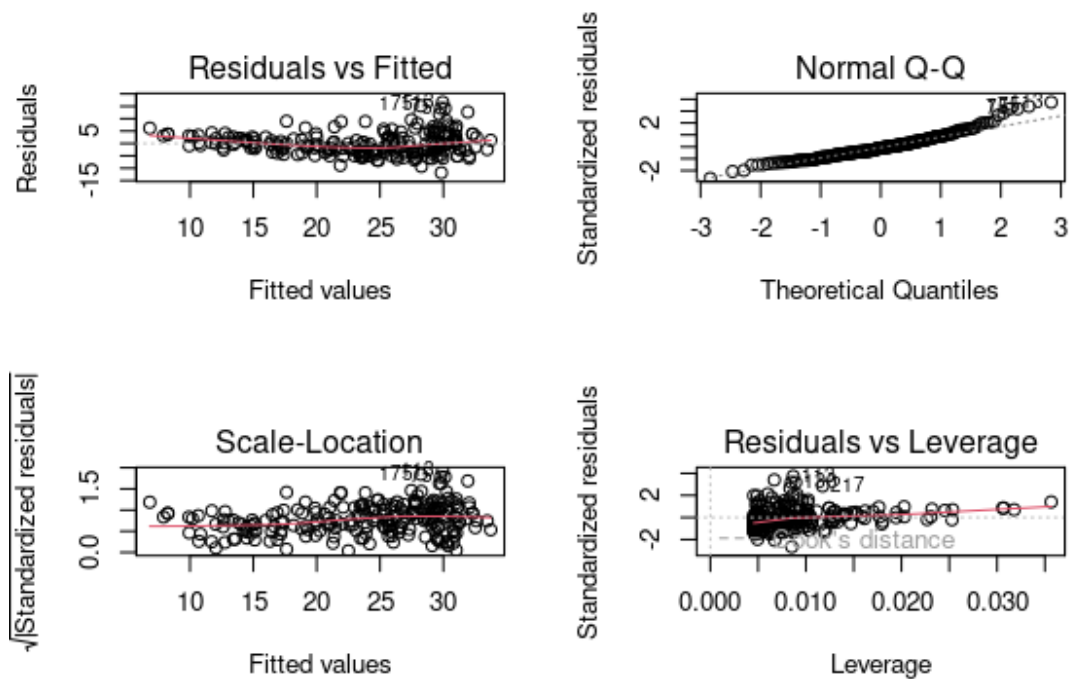 Residuals vs Fitted
Residuals
5
-15
10 15 20 25 30
Fitted values
Normal Q-Q
Standardized residuals
2
-2
-3 -2 -1 0 1 2 3
Theoretical Quantiles
Scale-Location
√|Standardized residuals|
1.5
0.0
10 15 20 25 30
Fitted values
Residuals vs Leverage
Standardized residuals
2
-2
217
Cook's distance
0.000 0.010 0.020 0.030
Leverage